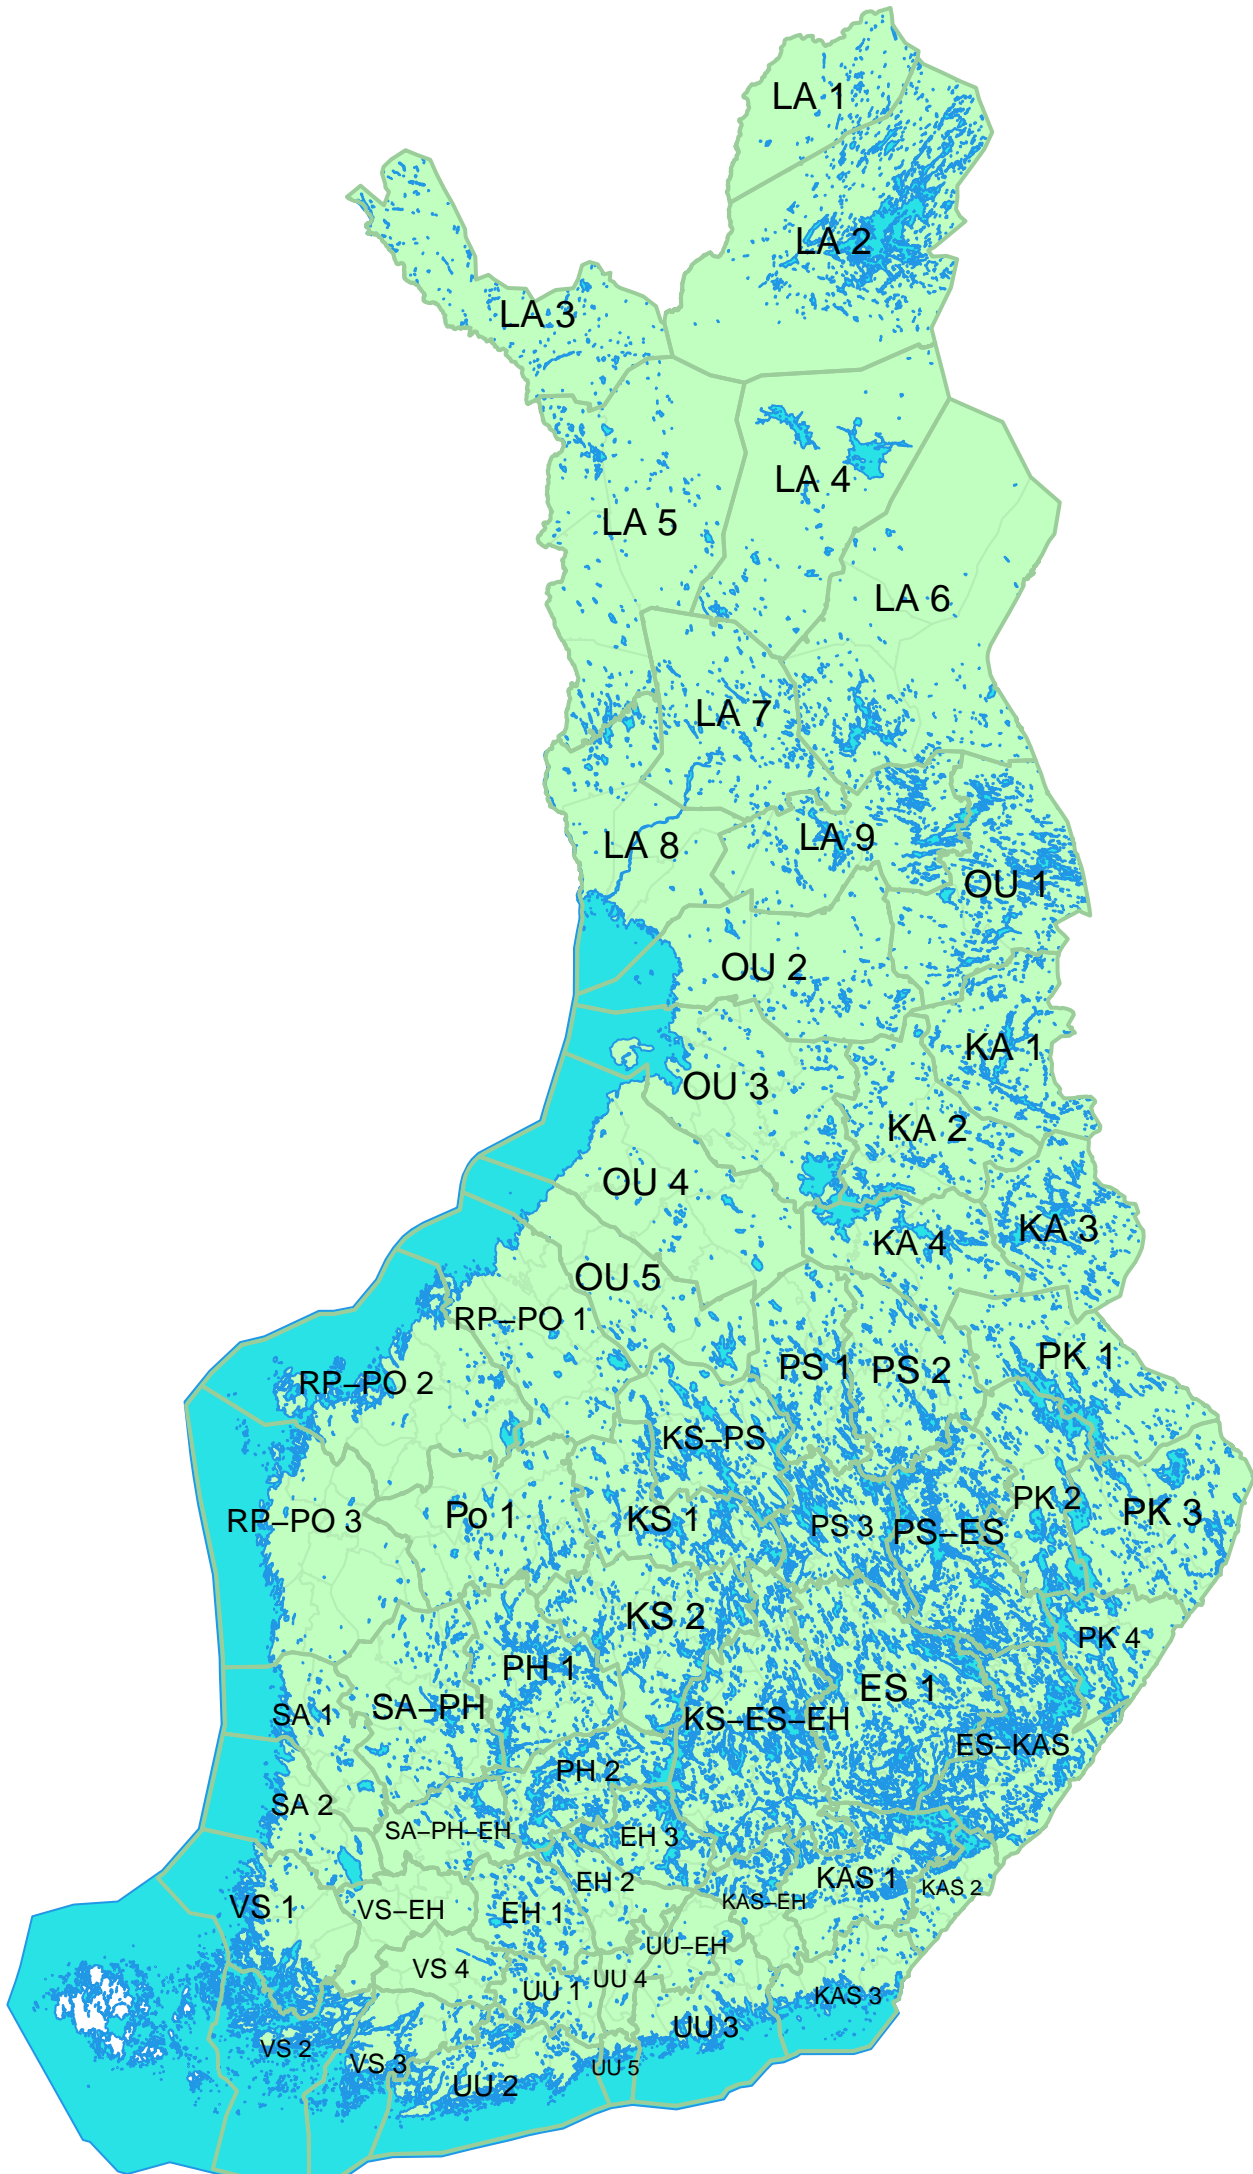 LA 1
LA 2
LA 3
LA 4
LA 5
LA 6
LA 7
LA 8
LA 9
OU 1
OU 2
KA 1
OU 3
KA 2
OU 4
KA 3
KA 4
OU 5
RP–PO 1
PK 1
PS 1
PS 2
RP–PO 2
KS–PS
PK 2
PK 3
Po 1
KS 1
RP–PO 3
PS 3
PS–ES
KS 2
PK 4
PH 1
ES 1
SA–PH
SA 1
KS–ES–EH
ES–KAS
PH 2
SA 2
SA–PH–EH
EH 3
KAS 1
EH 2
KAS 2
KAS–EH
VS 1
VS–EH
EH 1
UU–EH
VS 4
UU 4
UU 1
KAS 3
UU 3
VS 2
VS 3
UU 5
UU 2